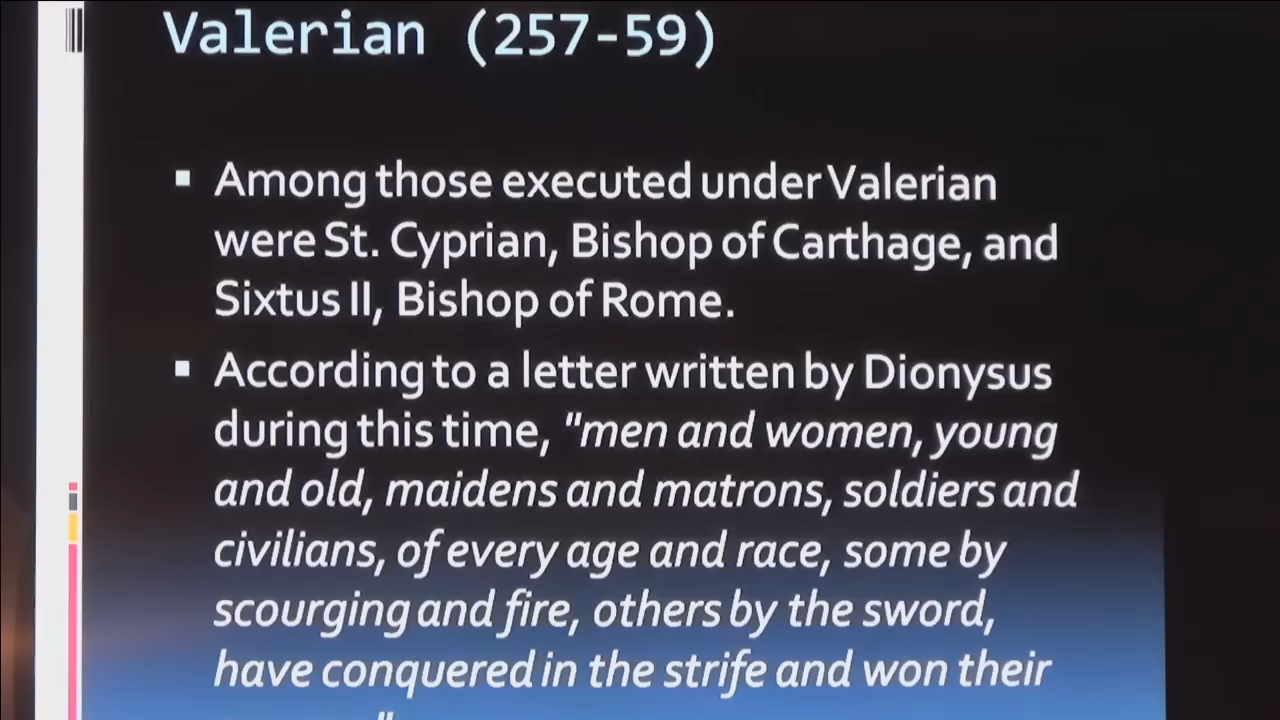 Valerian (257-59)
Among those executed under Valerian
were St. Cyprian, Bishop of Carthage, and
Sixtus II, Bishop of Rome.
According to a letter written by Dionysus
during this time, "men and women, young
and old, maidens and matrons, soldiers and
civilians, of every age and race, some by
scourging and fire, others by the sword,
have conquered in the strife and won their
"